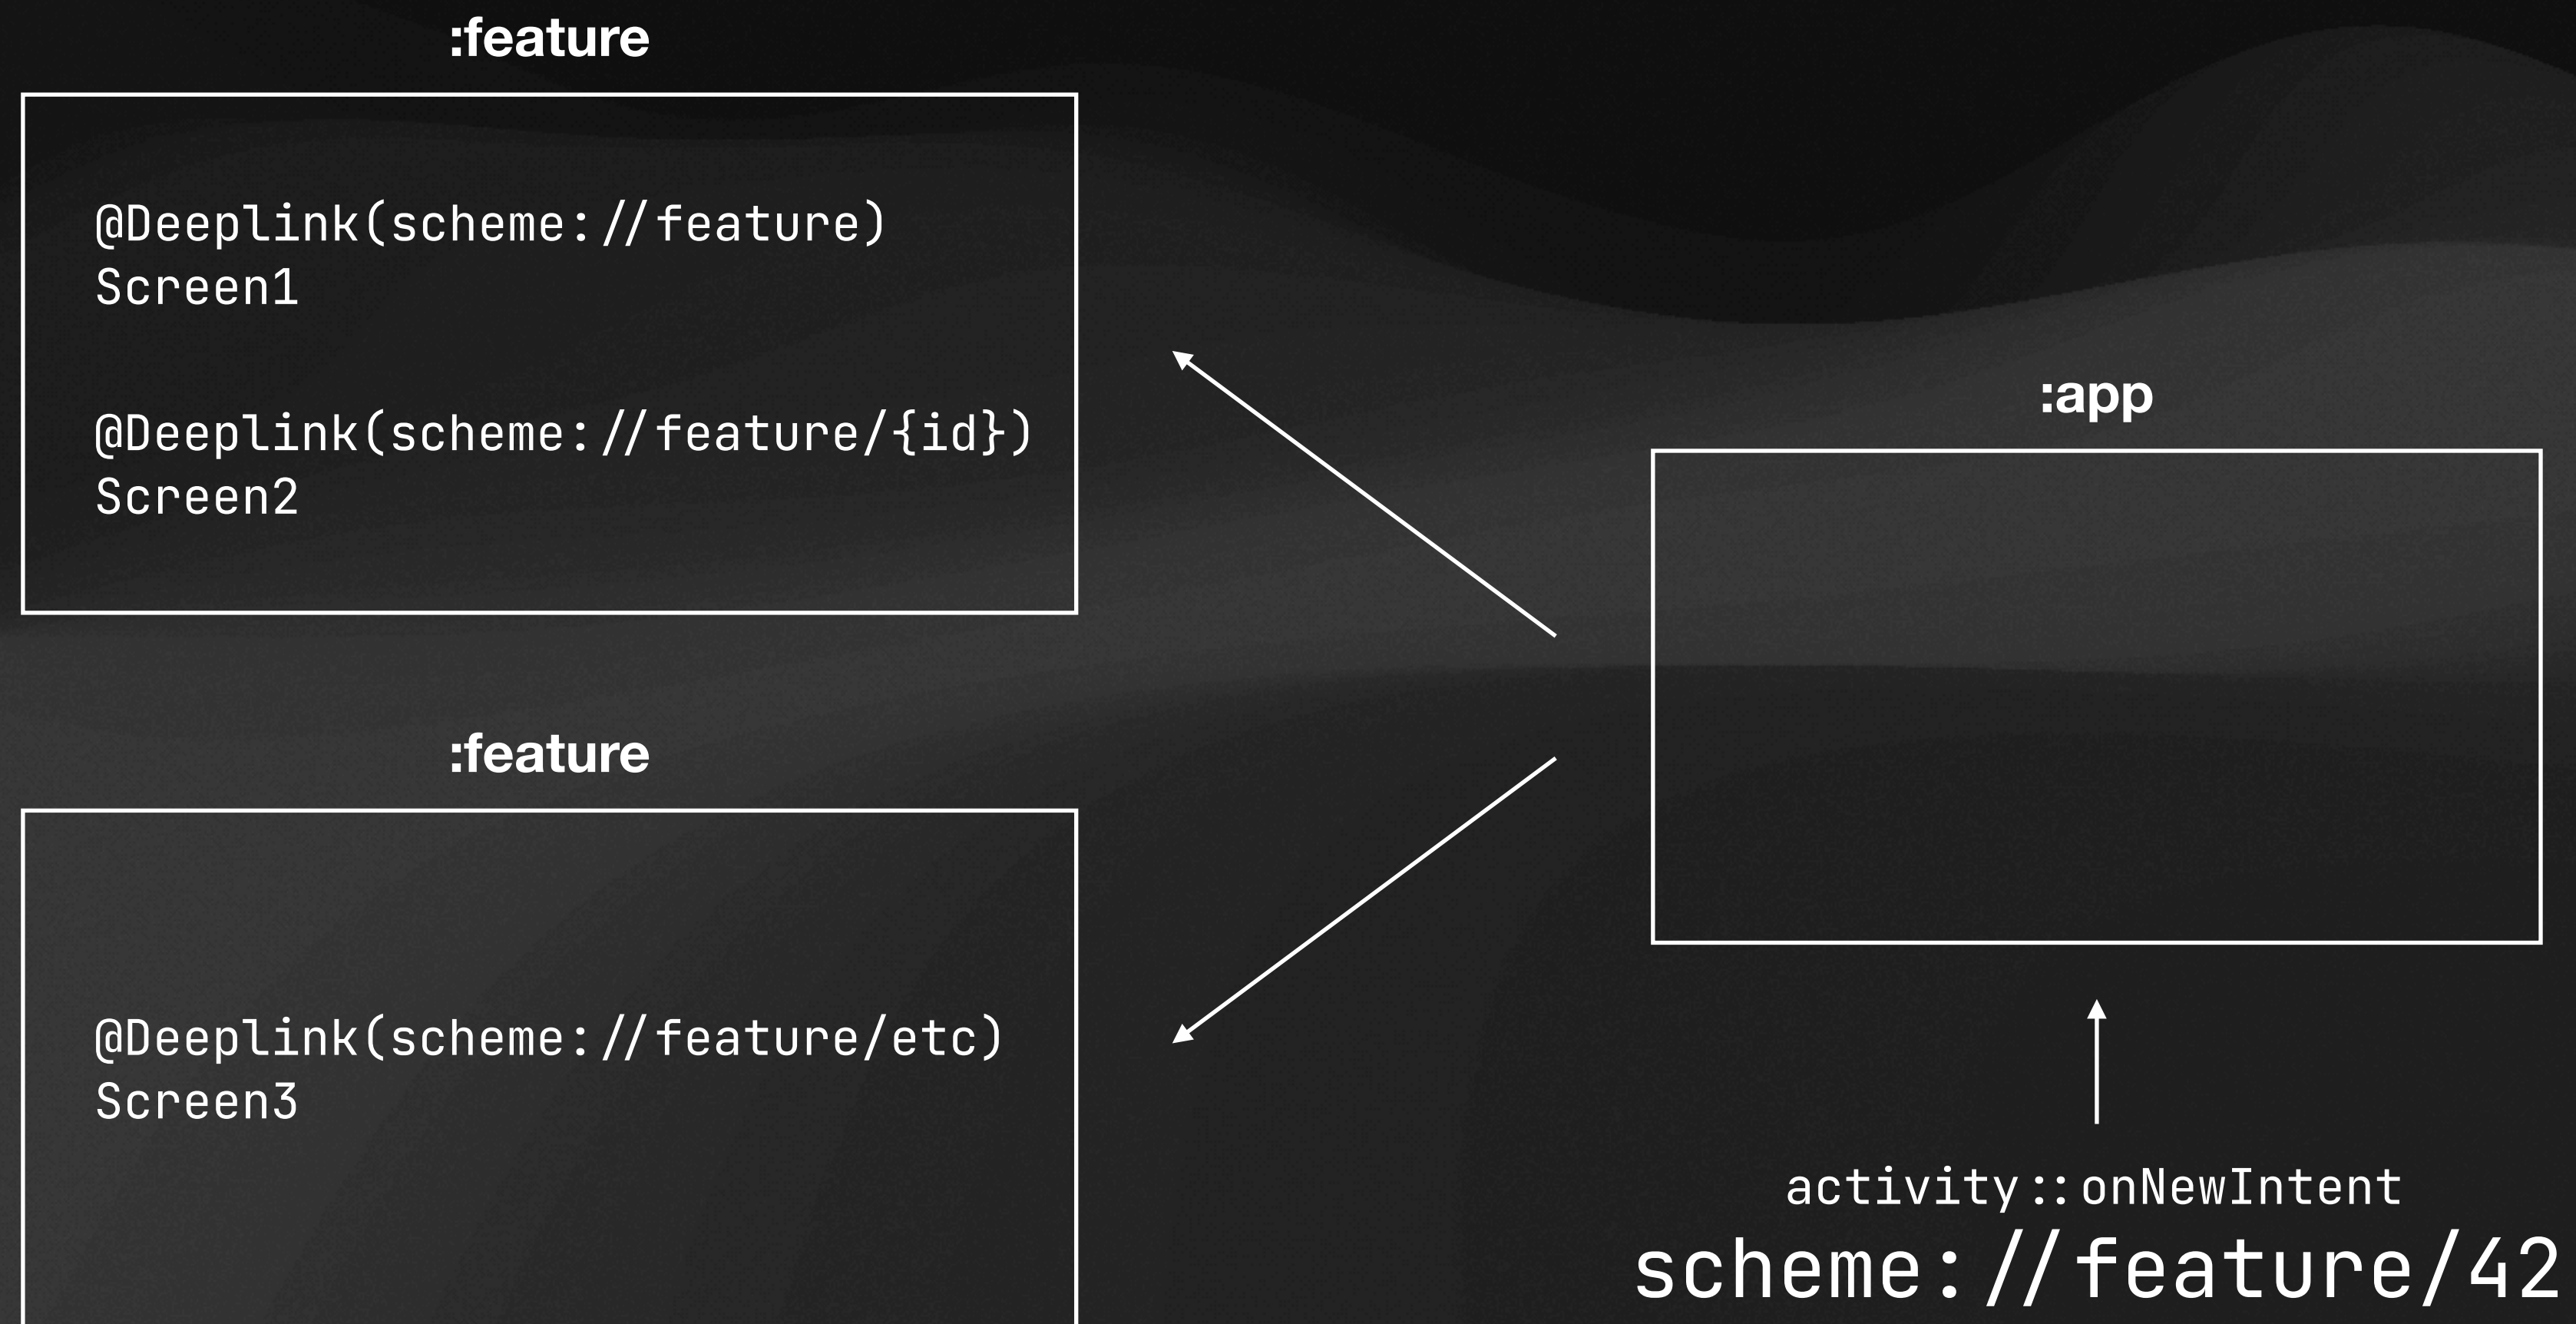 :feature
@Deeplink(scheme://feature)
Screen1
@Deeplink(scheme://feature/{id})
Screen2
:feature
@Deeplink(scheme://feature/etc)
Screen3
:app
activity::onNewIntent
scheme://feature/42